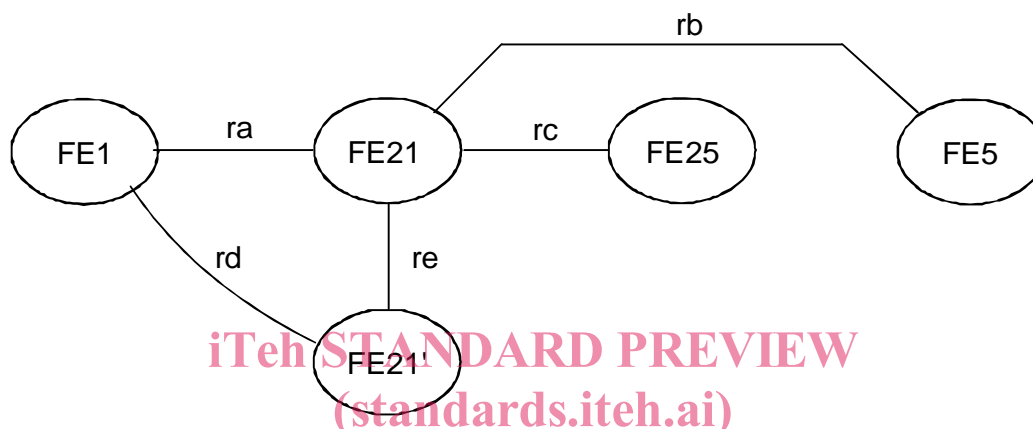 rb
ra
rc
FE1
FE21
FE25
FE5
rd
re
iTeh STANDARD PREVIEW
FE21'
(standards.iteh.ai)